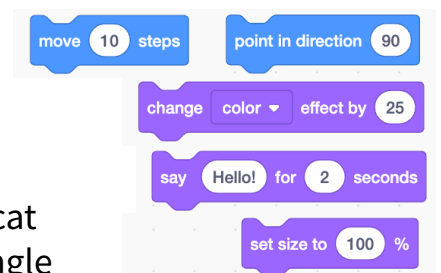 move 10 steps point in direction 90
change color effect by 25
say Hello! for 2 seconds
cat
set size to 100 %